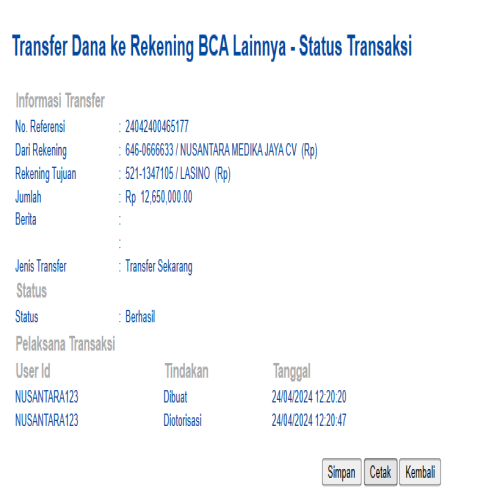 Transfer Dana ke Rekening BCA Lainnya - Status Transaksi
Informasi Transfer
No. Referensi : 24042400465177
Dari Rekening : 646-0666633 / NUSANTARA MEDIKA JAYA CV (Rp)
Rekening Tujuan : 521-1347105 / LASINO (Rp)
Jumlah : Rp 12,650,000.00
Berita :
:
Jenis Transfer : Transfer Sekarang
Status
Status : Berhasil
Pelaksana Transaksi
User Id Tindakan Tanggal
NUSANTARA123 Dibuat 24/04/2024 12:20:20
NUSANTARA123 Diotorisasi 24/04/2024 12:20:47
Simpan Cetak Kembali